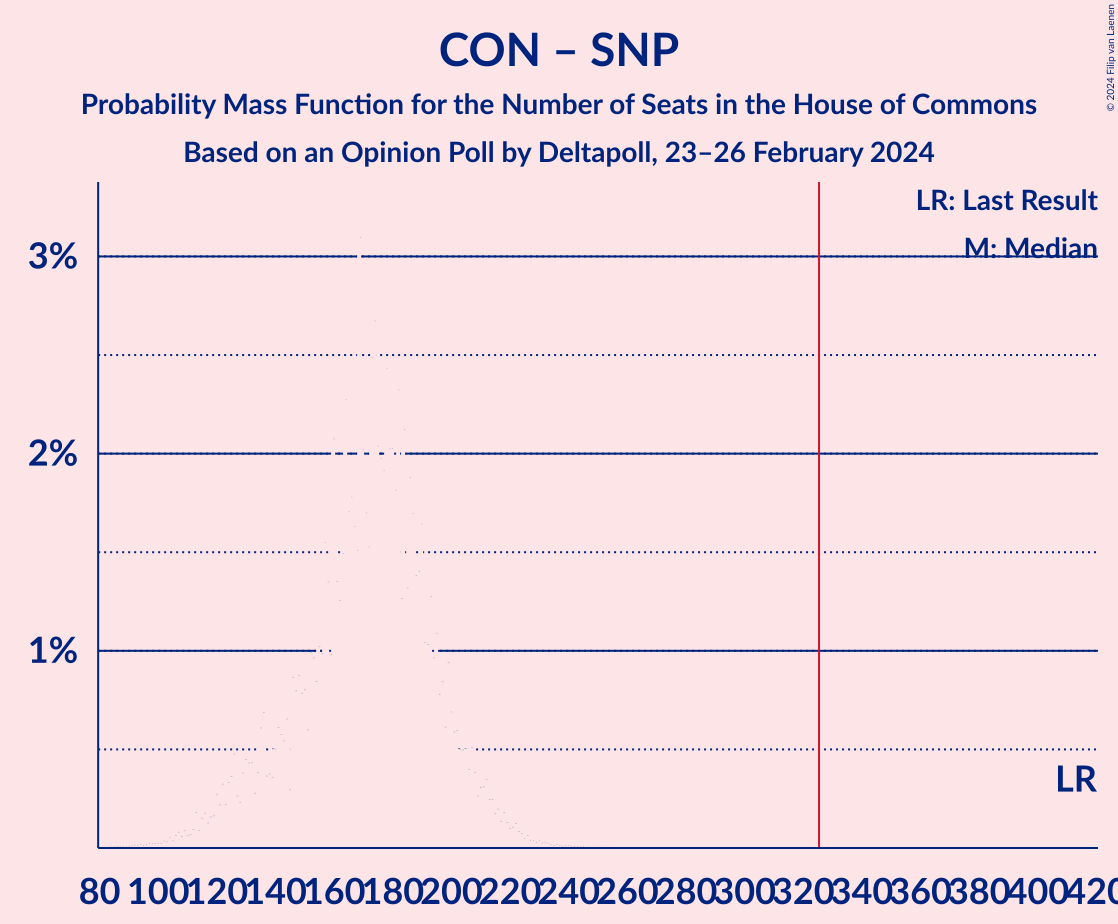 CON – SNP
Probability Mass Function for the Number of Seats in the House of Commons
Based on an Opinion Poll by Deltapoll, 23–26 February 2024
© 2024 Filip van Laenen
LR: Last Result
M: Median
3%
2%
1%
LR
80 100 120 140 160 180 200 220 240 260 280 300 320 340 360 380 400 420